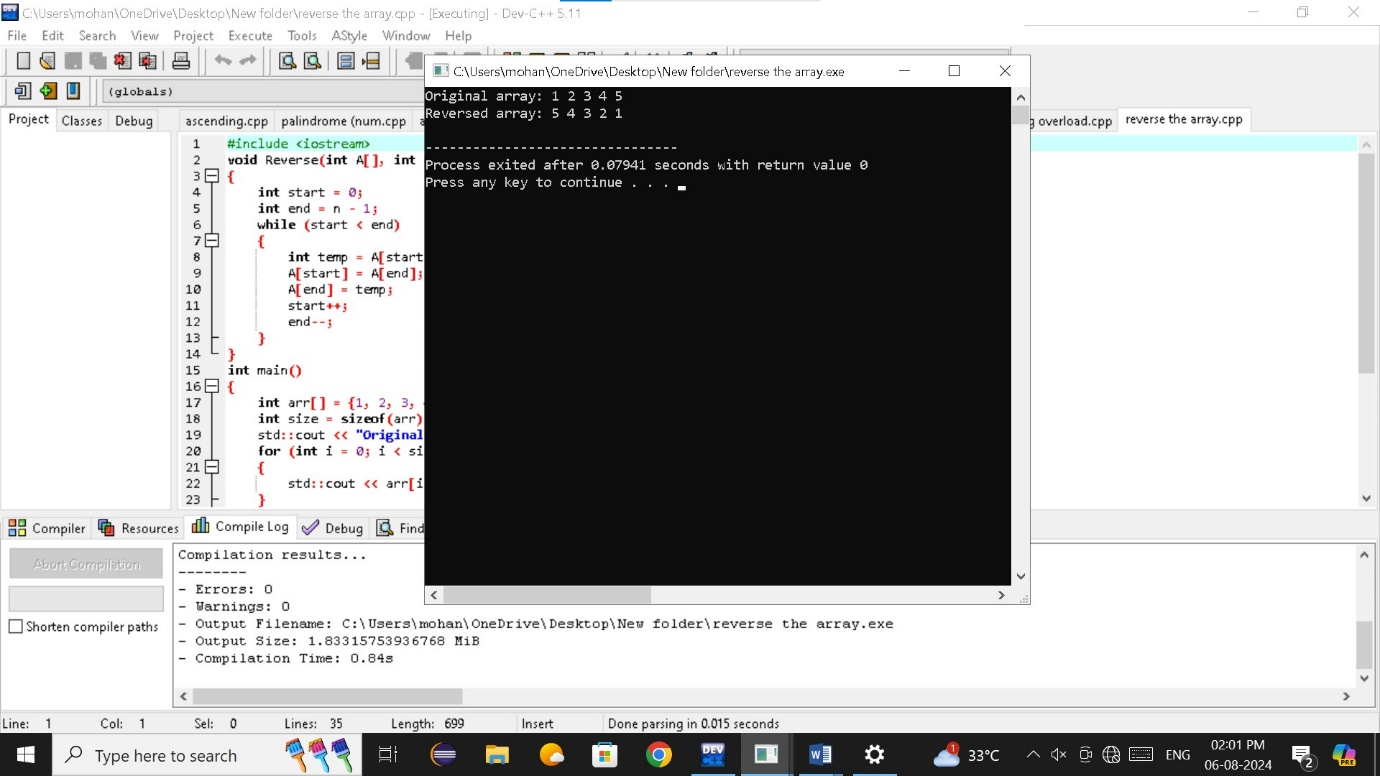 C:\Users\mohan\OneDrive\Desktop\New folder\reverse the array.cpp - [Executing] - Dev-C++ 5.11
File Edit Search View Project Execute Tools AStyle Window Help
(globals)
Project Classes Debug
ascending.cpp palindrome (num.cpp
overload.cpp reverse the array.cpp
1 #include <iostream>
2 void Reverse(int A[], int
3 {
4 int start = 0;
5 int end = n - 1;
6 while (start < end)
7 {
8 int temp = A[start
9 A[start] = A[end];
10 A[end] = temp;
11 start++;
12 end--;
13 }
14 }
15 int main()
16 {
17 int arr[] = {1, 2, 3,
18 int size = sizeof(arr)
19 std::cout << "Original
20 for (int i = 0; i < si
21 {
22 std::cout << arr[i
23 }
C:\Users\mohan\OneDrive\Desktop\New folder\reverse the array.exe
Original array: 1 2 3 4 5
Reversed array: 5 4 3 2 1
--------------------------------
Process exited after 0.07941 seconds with return value 0
Press any key to continue . . .
Compiler Resources Compile Log Debug Find
Abort Compilation
Shorten compiler paths
Compilation results...
--------
- Errors: 0
- Warnings: 0
- Output Filename: C:\Users\mohan\OneDrive\Desktop\New folder\reverse the array.exe
- Output Size: 1.83315753936768 MiB
- Compilation Time: 0.84s
Line: 1 Col: 1 Sel: 0 Lines: 35 Length: 699 Insert Done parsing in 0.015 seconds
Type here to search
DEV
1
33°C
ENG
02:01 PM
06-08-2024
2
PRE